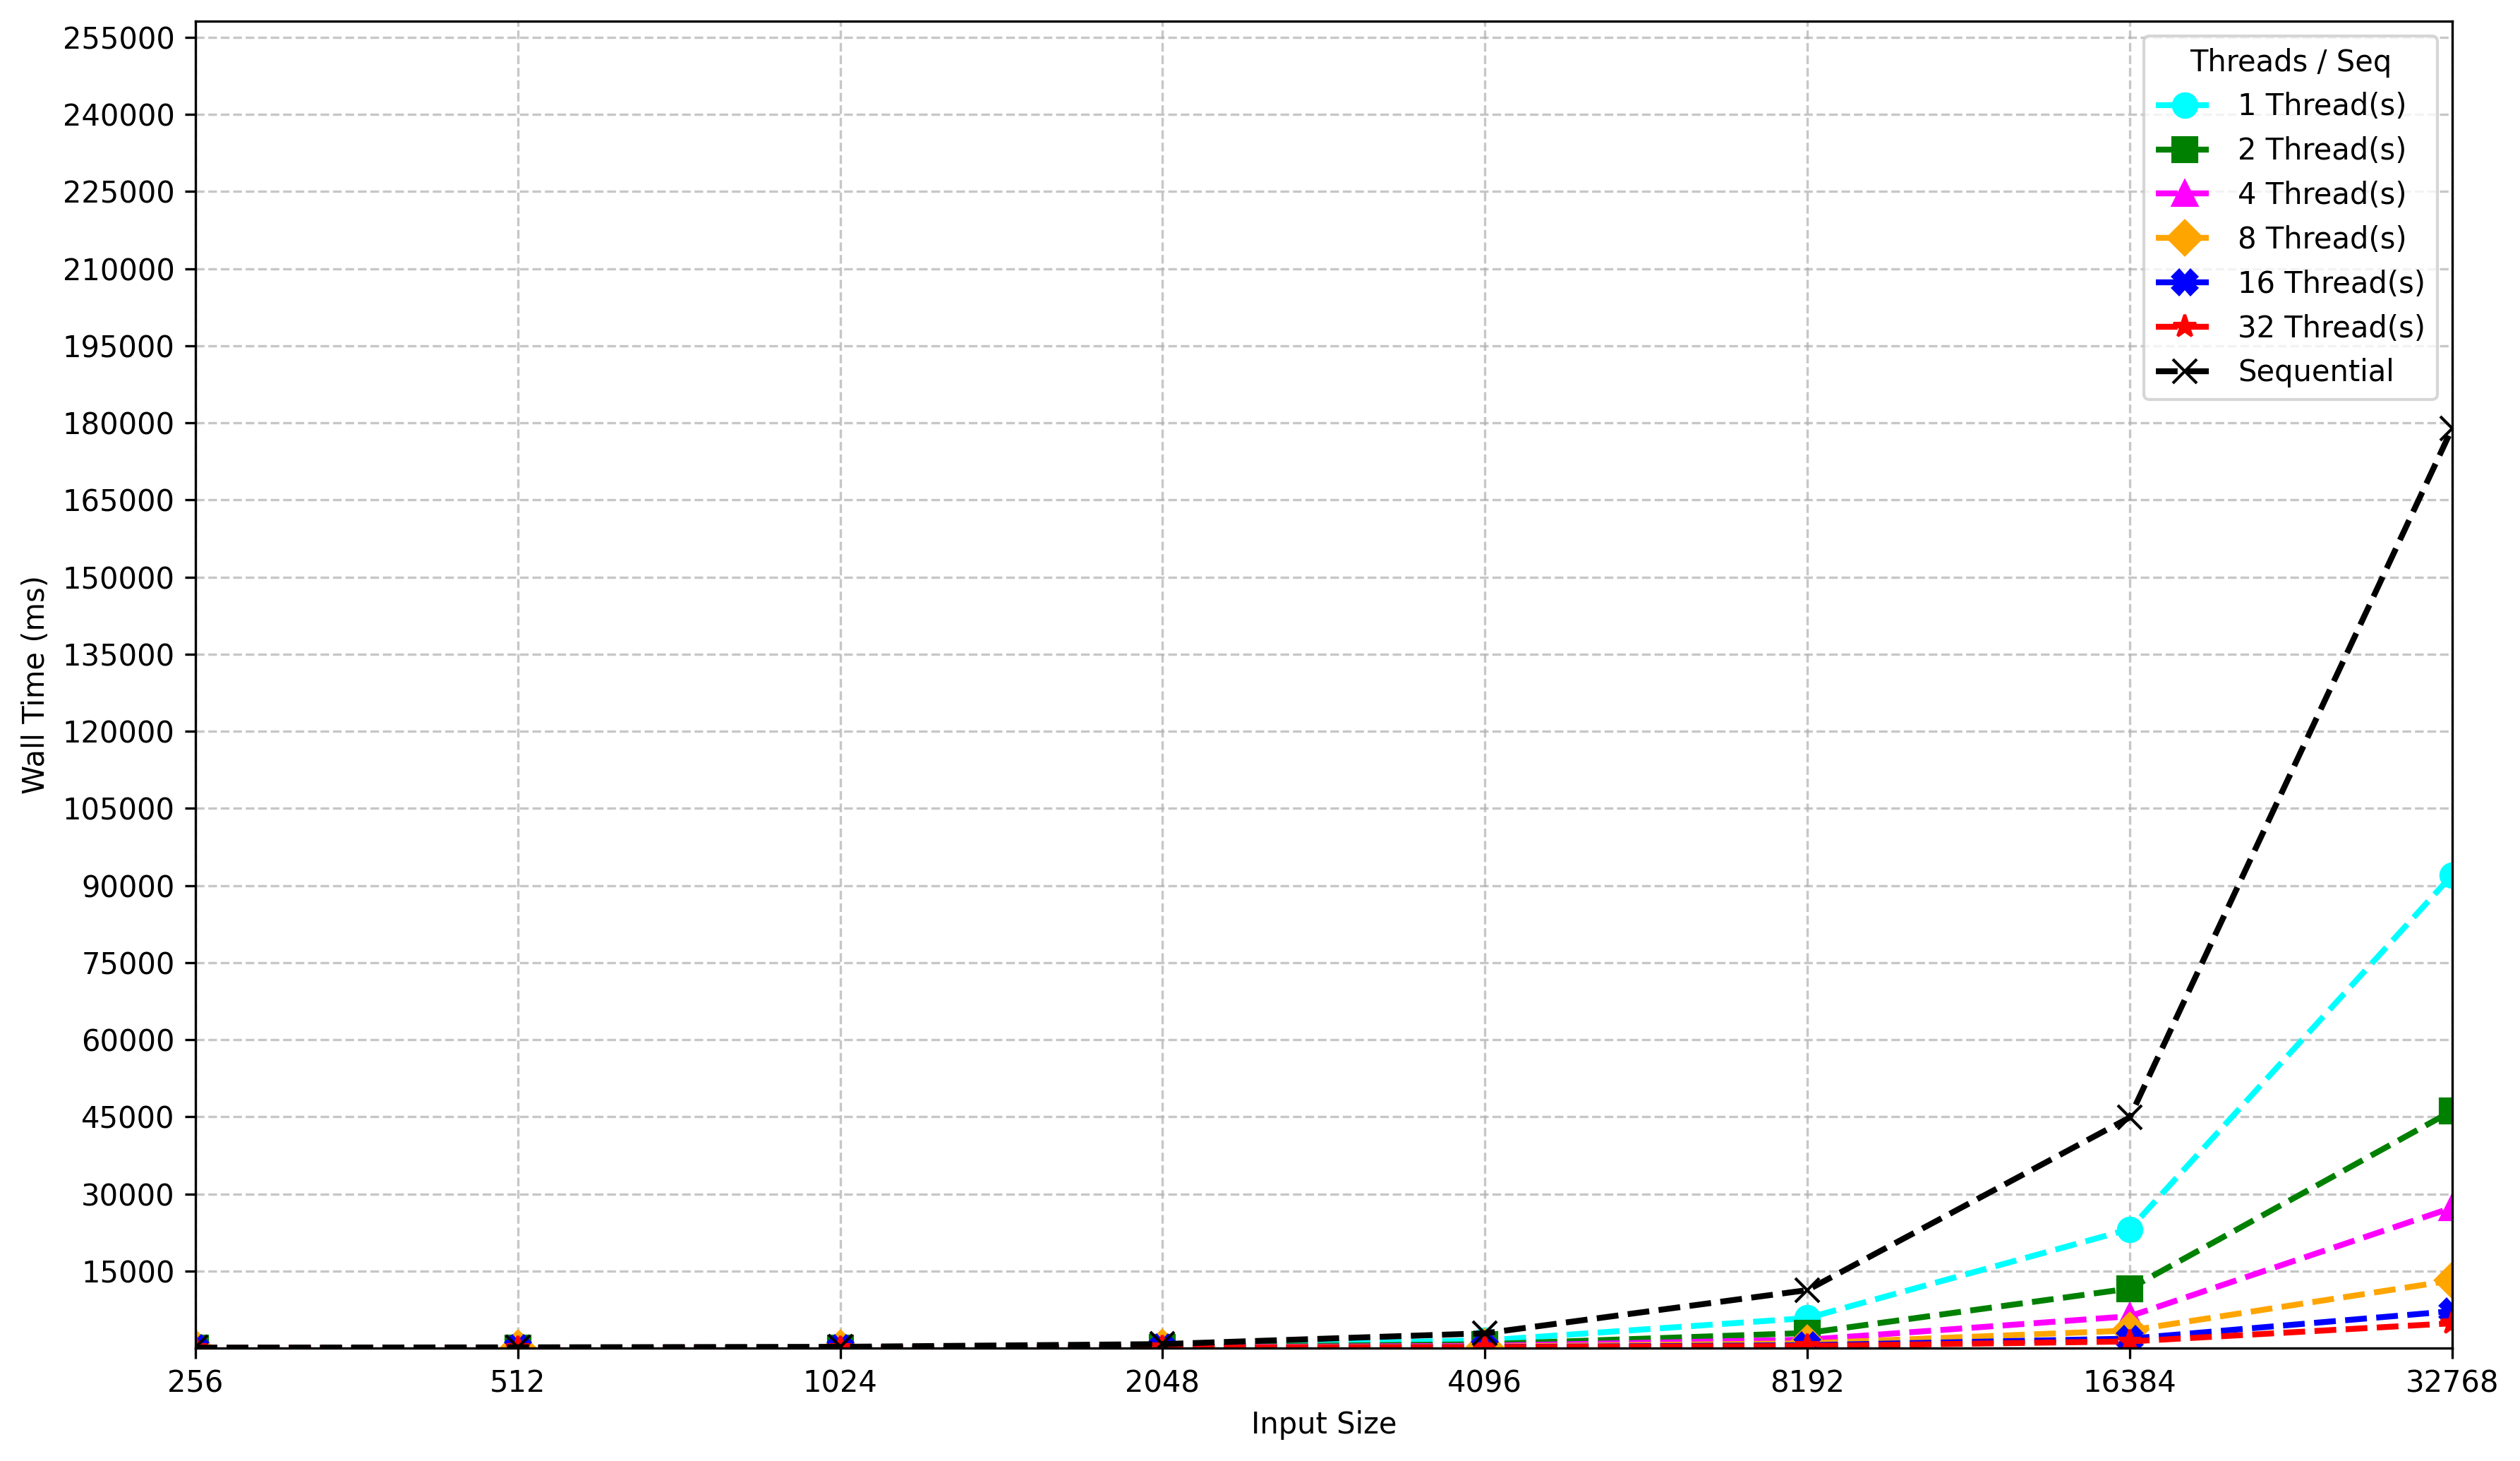 255000
240000
225000
210000
195000
180000
165000
150000
135000
120000
105000
90000
75000
60000
45000
30000
15000
Wall Time (ms)
Threads / Seq
1 Thread(s)
2 Thread(s)
4 Thread(s)
8 Thread(s)
16 Thread(s)
32 Thread(s)
Sequential
256 512 1024 2048 4096 8192 16384 32768
Input Size